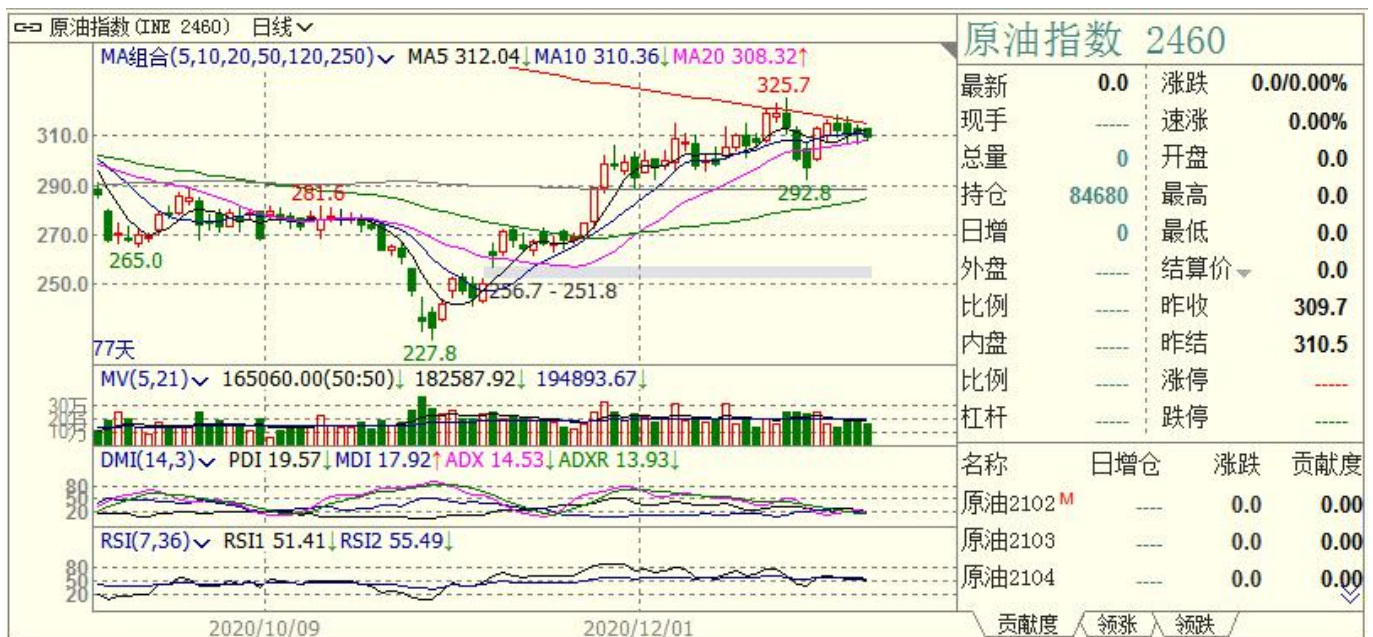 原油指数(INE 2460) 日线
MA组合(5,10,20,50,120,250) MA5 312.04↓MA10 310.36↓MA20 308.32↑
325.7
310.0
290.0
281.6
292.8
270.0
265.0
250.0
256.7 - 251.8
77天
227.8
MV(5,21) 165060.00(50:50)↓ 182587.92↓ 194893.67↓
30万
20万
10万
DMI(14,3) PDI 19.57↓MDI 17.92↑ADX 14.53↓ADXR 13.93↓
80
50
20
RSI(7,36) RSI1 51.41↓RSI2 55.49↓
80
50
20
2020/10/09 2020/12/01
原油指数 2460
最新 0.0 涨跌 0.0/0.00%
现手 ---- 速涨 0.00%
总量 0 开盘 0.0
持仓 84680 最高 0.0
日增 0 最低 0.0
外盘 ---- 结算价 0.0
比例 ---- 昨收 309.7
内盘 ---- 昨结 310.5
比例 ---- 涨停 ----
杠杆 ---- 跌停 ----
名称 日增仓 涨跌 贡献度
原油2102 M ---- 0.0 0.00
原油2103 ---- 0.0 0.00
原油2104 ---- 0.0 0.00
贡献度 领涨 领跌